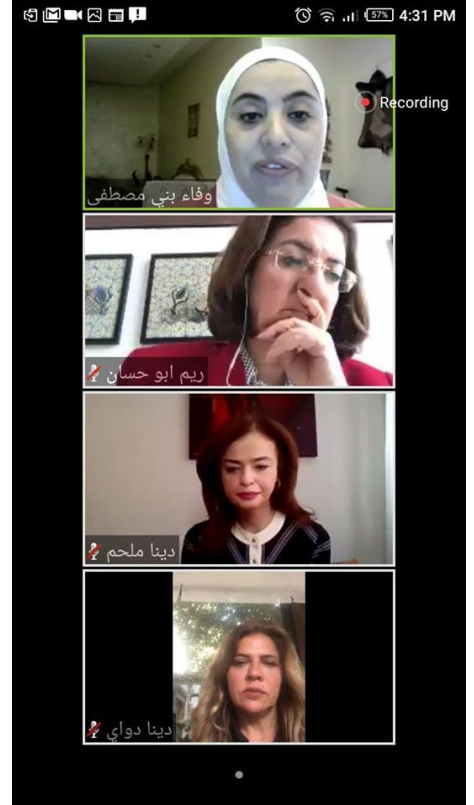 57% 4:31 PM
Recording
وفاء بني مصطفى
ريم ابو حسان
دينا ملحم
دينا دواي